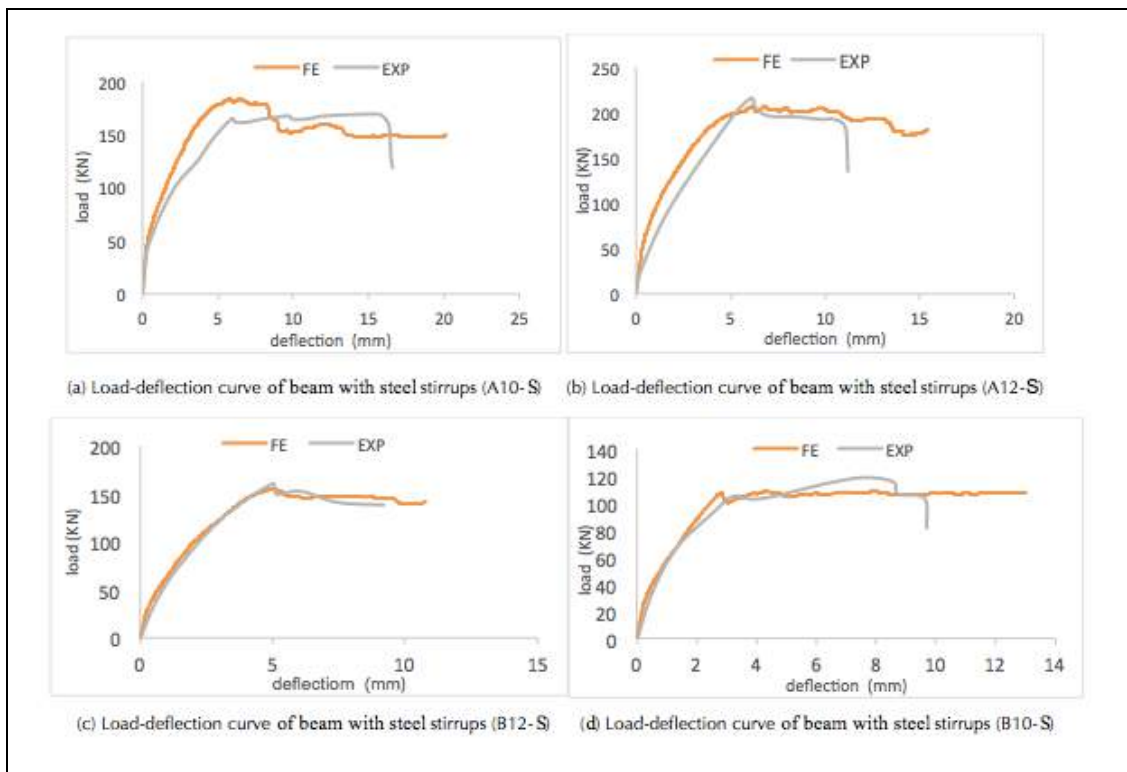 FE EXP
200
150
100
50
0
load (KN)
0 5 10 15 20 25
deflection (mm)
(a) Load-deflection curve of beam with steel stirrups (A10-S)
FE EXP
250
200
150
100
50
0
load (KN)
0 5 10 15 20
deflection (mm)
(b) Load-deflection curve of beam with steel stirrups (A12-S)
FE EXP
200
150
100
50
0
load (KN)
0 5 10 15
deflectiom (mm)
(c) Load-deflection curve of beam with steel stirrups (B12-S)
FE EXP
140
120
100
80
60
40
20
0
load (KN)
0 2 4 6 8 10 12 14
deflection (mm)
(d) Load-deflection curve of beam with steel stirrups (B10-S)